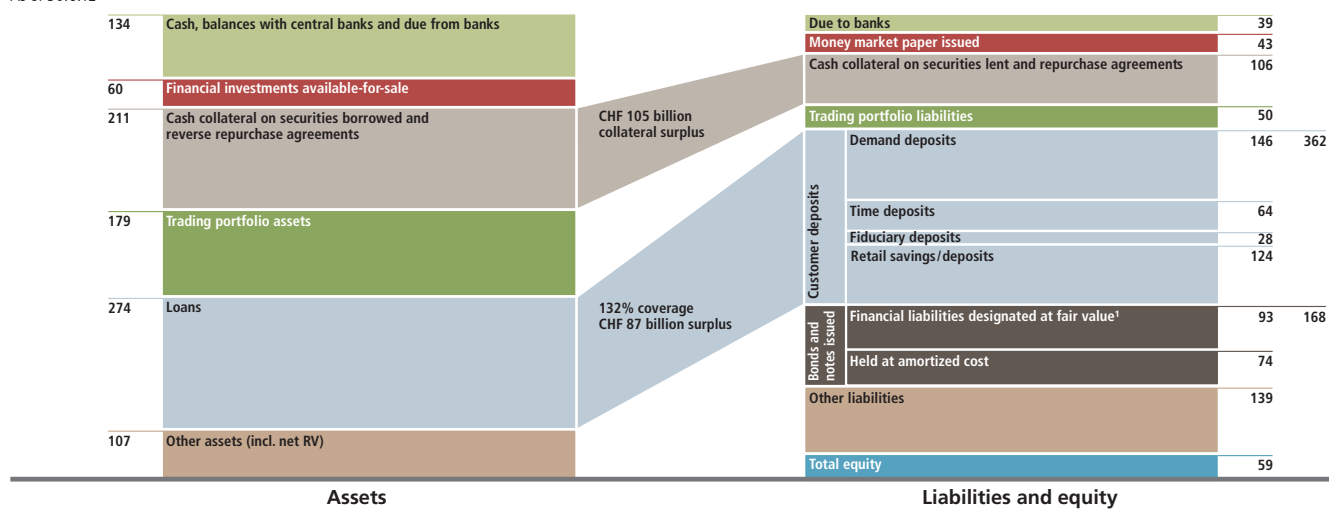 134 Cash, balances with central banks and due from banks
60 Financial investments available-for-sale
211 Cash collateral on securities borrowed and
reverse repurchase agreements
179 Trading portfolio assets
274 Loans
107 Other assets (incl. net RV)
Assets
CHF 105 billion
collateral surplus
132% coverage
CHF 87 billion surplus
Due to banks 39
Money market paper issued 43
Cash collateral on securities lent and repurchase agreements 106
Trading portfolio liabilities 50
Customer deposits
Demand deposits 146 362
Time deposits 64
Fiduciary deposits 28
Retail savings/deposits 124
Bonds and
notes issued
Financial liabilities designated at fair value¹ 93 168
Held at amortized cost 74
Other liabilities 139
Total equity 59
Liabilities and equity